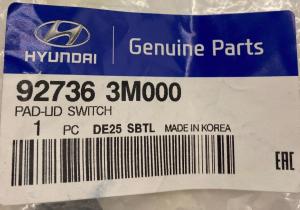 HYUNDAI
Genuine Parts
92736 3M000
PAD-LID SWITCH
1 PC DE25 SBTL MADE IN KOREA
EAC